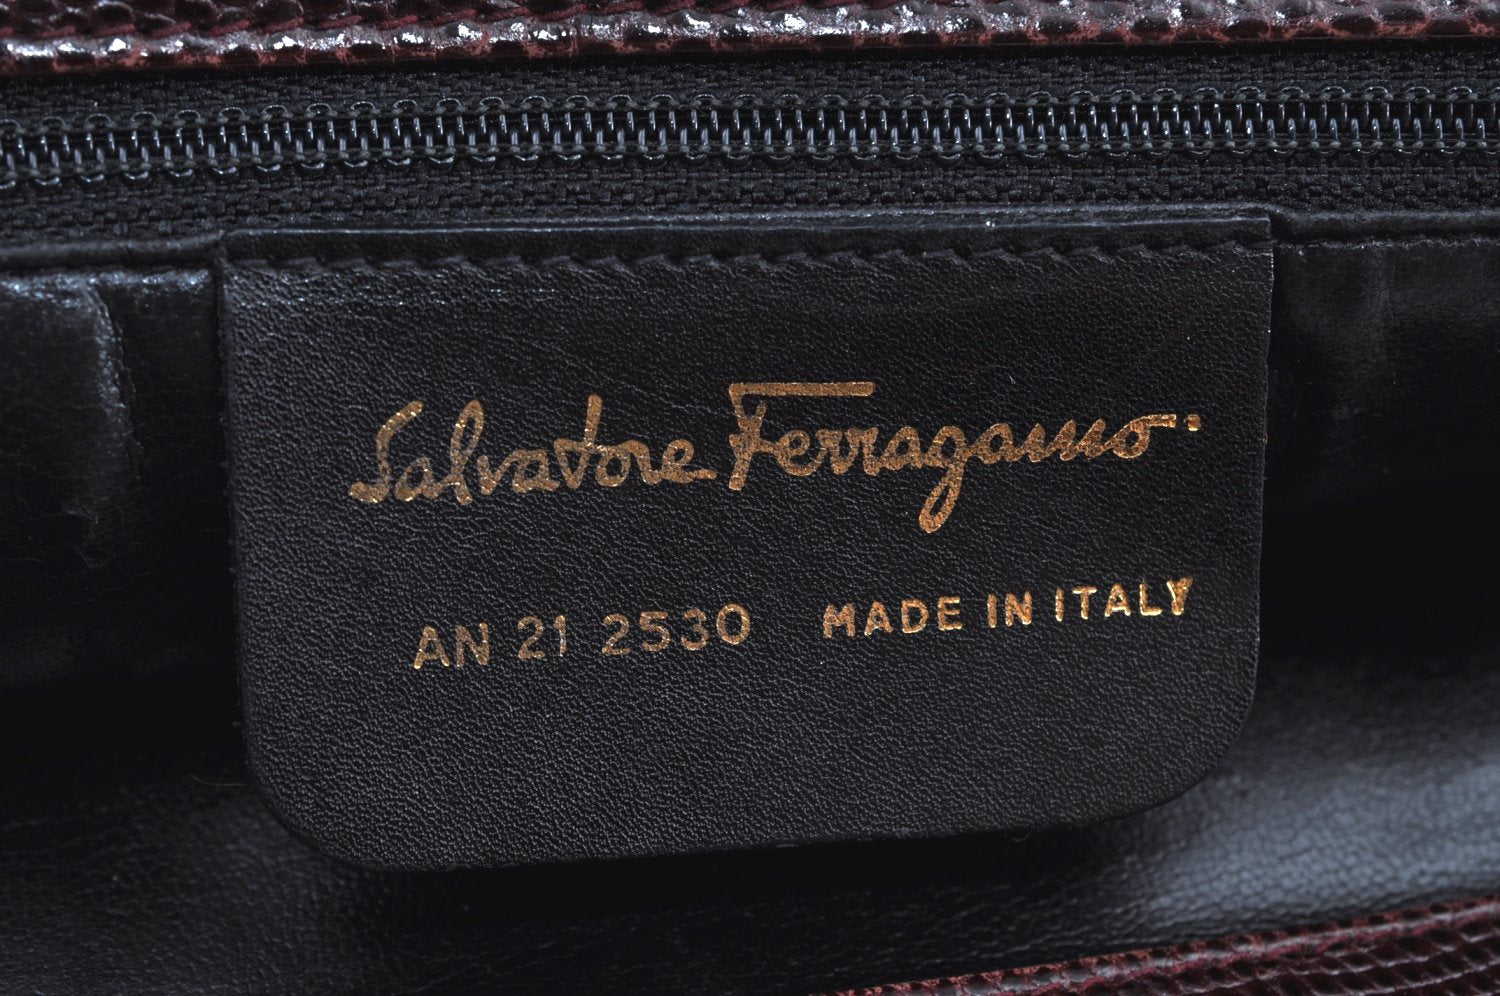 Salvatore Ferragamo
AN 21 2530 MADE IN ITALY